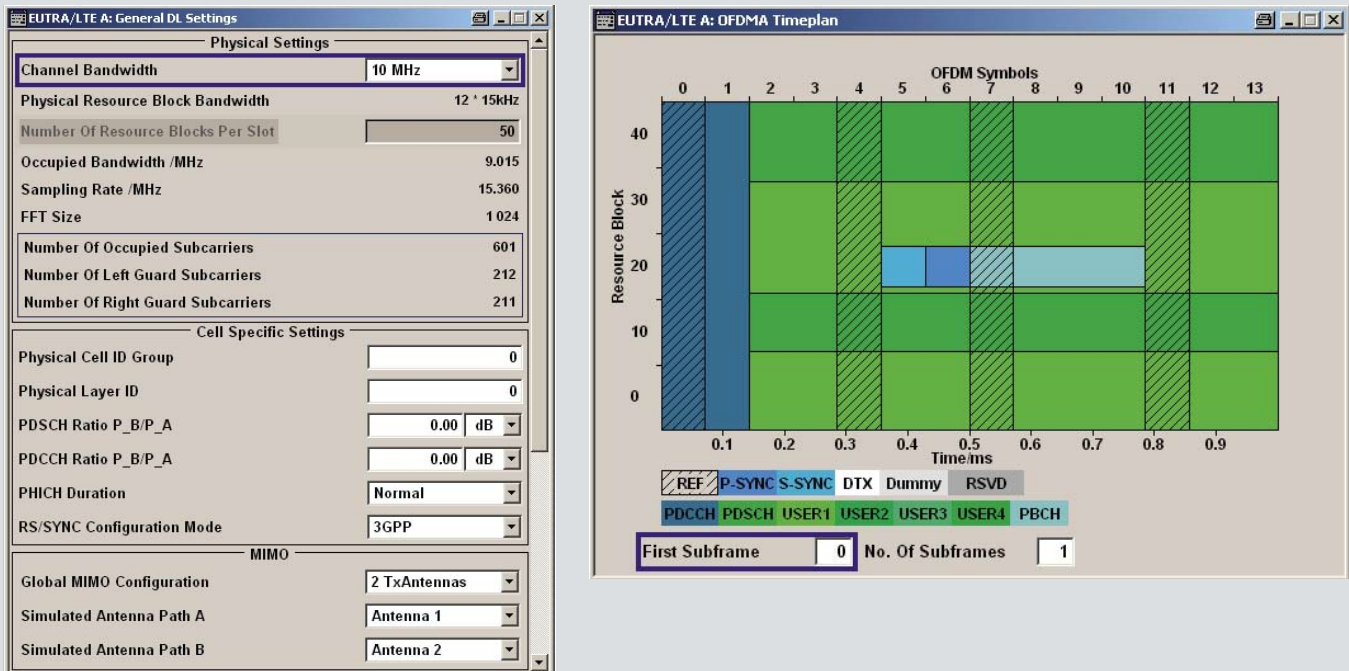 EUTRA/LTE A: General DL Settings
Physical Settings
Channel Bandwidth 10 MHz
Physical Resource Block Bandwidth 12 * 15kHz
Number Of Resource Blocks Per Slot 50
Occupied Bandwidth /MHz 9.015
Sampling Rate /MHz 15.360
FFT Size 1 024
Number Of Occupied Subcarriers 601
Number Of Left Guard Subcarriers 212
Number Of Right Guard Subcarriers 211
Cell Specific Settings
Physical Cell ID Group 0
Physical Layer ID 0
PDSCH Ratio P_B/P_A 0.00 dB
PDCCH Ratio P_B/P_A 0.00 dB
PHICH Duration Normal
RS/SYNC Configuration Mode 3GPP
MIMO
Global MIMO Configuration 2 TxAntennas
Simulated Antenna Path A Antenna 1
Simulated Antenna Path B Antenna 2
EUTRA/LTE A: OFDMA Timeplan
OFDM Symbols
0 1 2 3 4 5 6 7 8 9 10 11 12 13
Resource Block
40
30
20
10
0
0.1 0.2 0.3 0.4 0.5 0.6 0.7 0.8 0.9
Time/ms
REF P-SYNC S-SYNC DTX Dummy RSVD
PDCCH PDSCH USER1 USER2 USER3 USER4 PBCH
First Subframe 0 No. Of Subframes 1